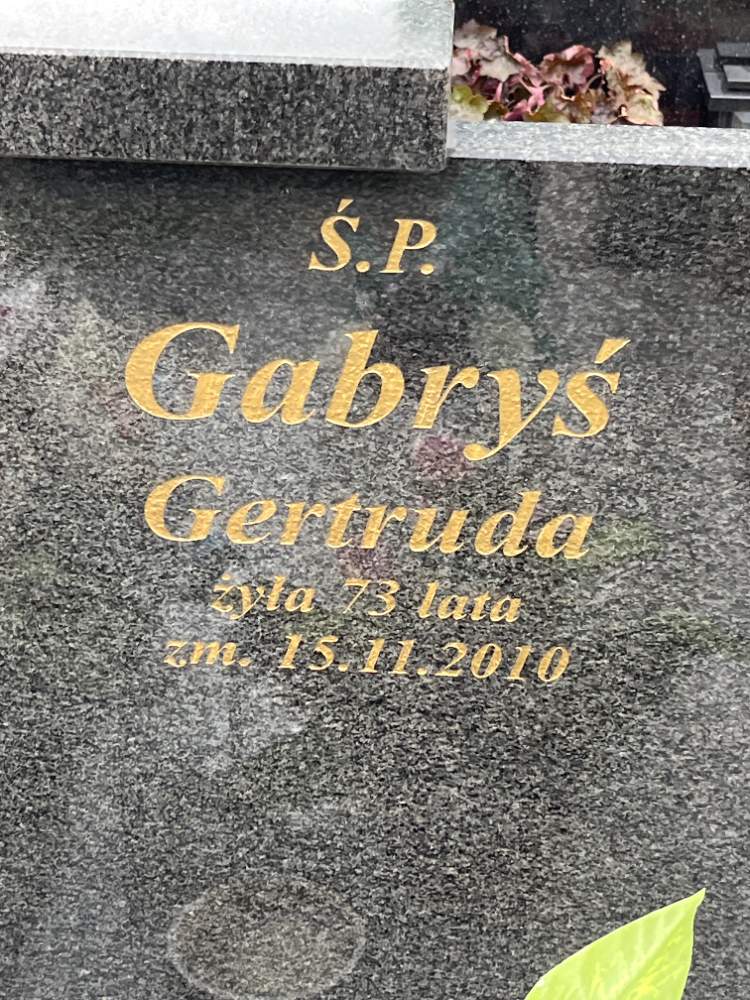 Ś.P.
Gabryś
Gertruda
żyła 73 lata
zm. 15.11.2010